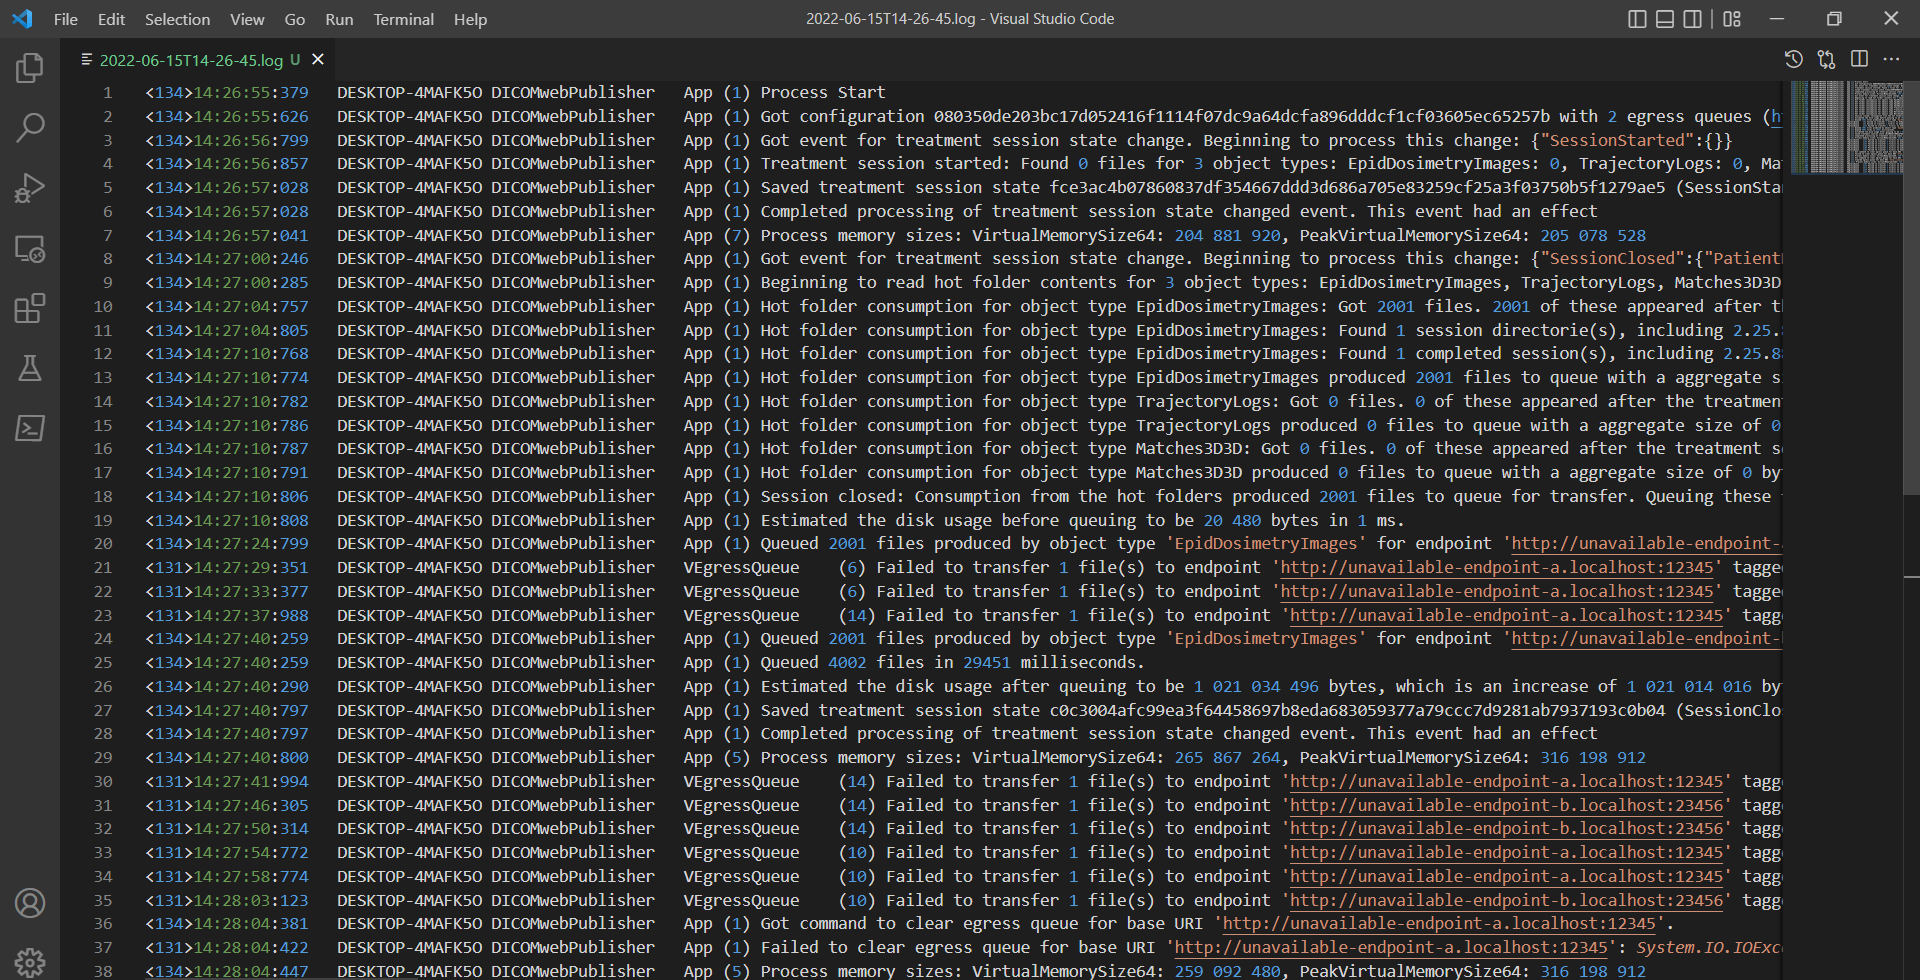 File Edit Selection View Go Run Terminal Help
2022-06-15T14-26-45.log - Visual Studio Code
2022-06-15T14-26-45.log U
1 <134>14:26:55:379 DESKTOP-4MAFK5O DICOMwebPublisher App (1) Process Start
2 <134>14:26:55:626 DESKTOP-4MAFK5O DICOMwebPublisher App (1) Got configuration 080350de203bc17d052416f1114f07dc9a64dcfa896dddcf1cf03605ec65257b with 2 egress queues (h
3 <134>14:26:56:799 DESKTOP-4MAFK5O DICOMwebPublisher App (1) Got event for treatment session state change. Beginning to process this change: {"SessionStarted":{}}
4 <134>14:26:56:857 DESKTOP-4MAFK5O DICOMwebPublisher App (1) Treatment session started: Found 0 files for 3 object types: EpidDosimetryImages: 0, TrajectoryLogs: 0, Ma
5 <134>14:26:57:028 DESKTOP-4MAFK5O DICOMwebPublisher App (1) Saved treatment session state fce3ac4b07860837df354667ddd3d686a705e83259cf25a3f03750b5f1279ae5 (SessionSta
6 <134>14:26:57:028 DESKTOP-4MAFK5O DICOMwebPublisher App (1) Completed processing of treatment session state changed event. This event had an effect
7 <134>14:26:57:041 DESKTOP-4MAFK5O DICOMwebPublisher App (7) Process memory sizes: VirtualMemorySize64: 204 881 920, PeakVirtualMemorySize64: 205 078 528
8 <134>14:27:00:246 DESKTOP-4MAFK5O DICOMwebPublisher App (1) Got event for treatment session state change. Beginning to process this change: {"SessionClosed":{"Patient
9 <134>14:27:00:285 DESKTOP-4MAFK5O DICOMwebPublisher App (1) Beginning to read hot folder contents for 3 object types: EpidDosimetryImages, TrajectoryLogs, Matches3D3D
10 <134>14:27:04:757 DESKTOP-4MAFK5O DICOMwebPublisher App (1) Hot folder consumption for object type EpidDosimetryImages: Got 2001 files. 2001 of these appeared after th
11 <134>14:27:04:805 DESKTOP-4MAFK5O DICOMwebPublisher App (1) Hot folder consumption for object type EpidDosimetryImages: Found 1 session directorie(s), including 2.25.
12 <134>14:27:10:768 DESKTOP-4MAFK5O DICOMwebPublisher App (1) Hot folder consumption for object type EpidDosimetryImages: Found 1 completed session(s), including 2.25.8
13 <134>14:27:10:774 DESKTOP-4MAFK5O DICOMwebPublisher App (1) Hot folder consumption for object type EpidDosimetryImages produced 2001 files to queue with a aggregate si
14 <134>14:27:10:782 DESKTOP-4MAFK5O DICOMwebPublisher App (1) Hot folder consumption for object type TrajectoryLogs: Got 0 files. 0 of these appeared after the treatment
15 <134>14:27:10:786 DESKTOP-4MAFK5O DICOMwebPublisher App (1) Hot folder consumption for object type TrajectoryLogs produced 0 files to queue with a aggregate size of 0
16 <134>14:27:10:787 DESKTOP-4MAFK5O DICOMwebPublisher App (1) Hot folder consumption for object type Matches3D3D: Got 0 files. 0 of these appeared after the treatment s
17 <134>14:27:10:791 DESKTOP-4MAFK5O DICOMwebPublisher App (1) Hot folder consumption for object type Matches3D3D produced 0 files to queue with a aggregate size of 0 by
18 <134>14:27:10:806 DESKTOP-4MAFK5O DICOMwebPublisher App (1) Session closed: Consumption from the hot folders produced 2001 files to queue for transfer. Queuing these
19 <134>14:27:10:808 DESKTOP-4MAFK5O DICOMwebPublisher App (1) Estimated the disk usage before queuing to be 20 480 bytes in 1 ms.
20 <134>14:27:24:799 DESKTOP-4MAFK5O DICOMwebPublisher App (1) Queued 2001 files produced by object type 'EpidDosimetryImages' for endpoint 'http://unavailable-endpoint-
21 <131>14:27:29:351 DESKTOP-4MAFK5O DICOMwebPublisher VEgressQueue (6) Failed to transfer 1 file(s) to endpoint 'http://unavailable-endpoint-a.localhost:12345' tagge
22 <131>14:27:33:377 DESKTOP-4MAFK5O DICOMwebPublisher VEgressQueue (6) Failed to transfer 1 file(s) to endpoint 'http://unavailable-endpoint-a.localhost:12345' tagge
23 <131>14:27:37:988 DESKTOP-4MAFK5O DICOMwebPublisher VEgressQueue (14) Failed to transfer 1 file(s) to endpoint 'http://unavailable-endpoint-a.localhost:12345' tagg
24 <134>14:27:40:259 DESKTOP-4MAFK5O DICOMwebPublisher App (1) Queued 2001 files produced by object type 'EpidDosimetryImages' for endpoint 'http://unavailable-endpoint-
25 <134>14:27:40:259 DESKTOP-4MAFK5O DICOMwebPublisher App (1) Queued 4002 files in 29451 milliseconds.
26 <134>14:27:40:290 DESKTOP-4MAFK5O DICOMwebPublisher App (1) Estimated the disk usage after queuing to be 1 021 034 496 bytes, which is an increase of 1 021 014 016 by
27 <134>14:27:40:797 DESKTOP-4MAFK5O DICOMwebPublisher App (1) Saved treatment session state c0c3004afc99ea3f64458697b8eda683059377a79ccc7d9281ab7937193c0b04 (SessionClo
28 <134>14:27:40:797 DESKTOP-4MAFK5O DICOMwebPublisher App (1) Completed processing of treatment session state changed event. This event had an effect
29 <134>14:27:40:800 DESKTOP-4MAFK5O DICOMwebPublisher App (5) Process memory sizes: VirtualMemorySize64: 265 867 264, PeakVirtualMemorySize64: 316 198 912
30 <131>14:27:41:994 DESKTOP-4MAFK5O DICOMwebPublisher VEgressQueue (14) Failed to transfer 1 file(s) to endpoint 'http://unavailable-endpoint-a.localhost:12345' tagg
31 <131>14:27:46:305 DESKTOP-4MAFK5O DICOMwebPublisher VEgressQueue (14) Failed to transfer 1 file(s) to endpoint 'http://unavailable-endpoint-b.localhost:23456' tagg
32 <131>14:27:50:314 DESKTOP-4MAFK5O DICOMwebPublisher VEgressQueue (14) Failed to transfer 1 file(s) to endpoint 'http://unavailable-endpoint-b.localhost:23456' tagg
33 <131>14:27:54:772 DESKTOP-4MAFK5O DICOMwebPublisher VEgressQueue (10) Failed to transfer 1 file(s) to endpoint 'http://unavailable-endpoint-a.localhost:12345' tagg
34 <131>14:27:58:774 DESKTOP-4MAFK5O DICOMwebPublisher VEgressQueue (10) Failed to transfer 1 file(s) to endpoint 'http://unavailable-endpoint-a.localhost:12345' tagg
35 <131>14:28:03:123 DESKTOP-4MAFK5O DICOMwebPublisher VEgressQueue (10) Failed to transfer 1 file(s) to endpoint 'http://unavailable-endpoint-b.localhost:23456' tagg
36 <134>14:28:04:381 DESKTOP-4MAFK5O DICOMwebPublisher App (1) Got command to clear egress queue for base URI 'http://unavailable-endpoint-a.localhost:12345'.
37 <131>14:28:04:422 DESKTOP-4MAFK5O DICOMwebPublisher App (1) Failed to clear egress queue for base URI 'http://unavailable-endpoint-a.localhost:12345': System.IO.IOExc
38 <134>14:28:04:447 DESKTOP-4MAFK5O DICOMwebPublisher App (5) Process memory sizes: VirtualMemorySize64: 259 092 480, PeakVirtualMemorySize64: 316 198 912